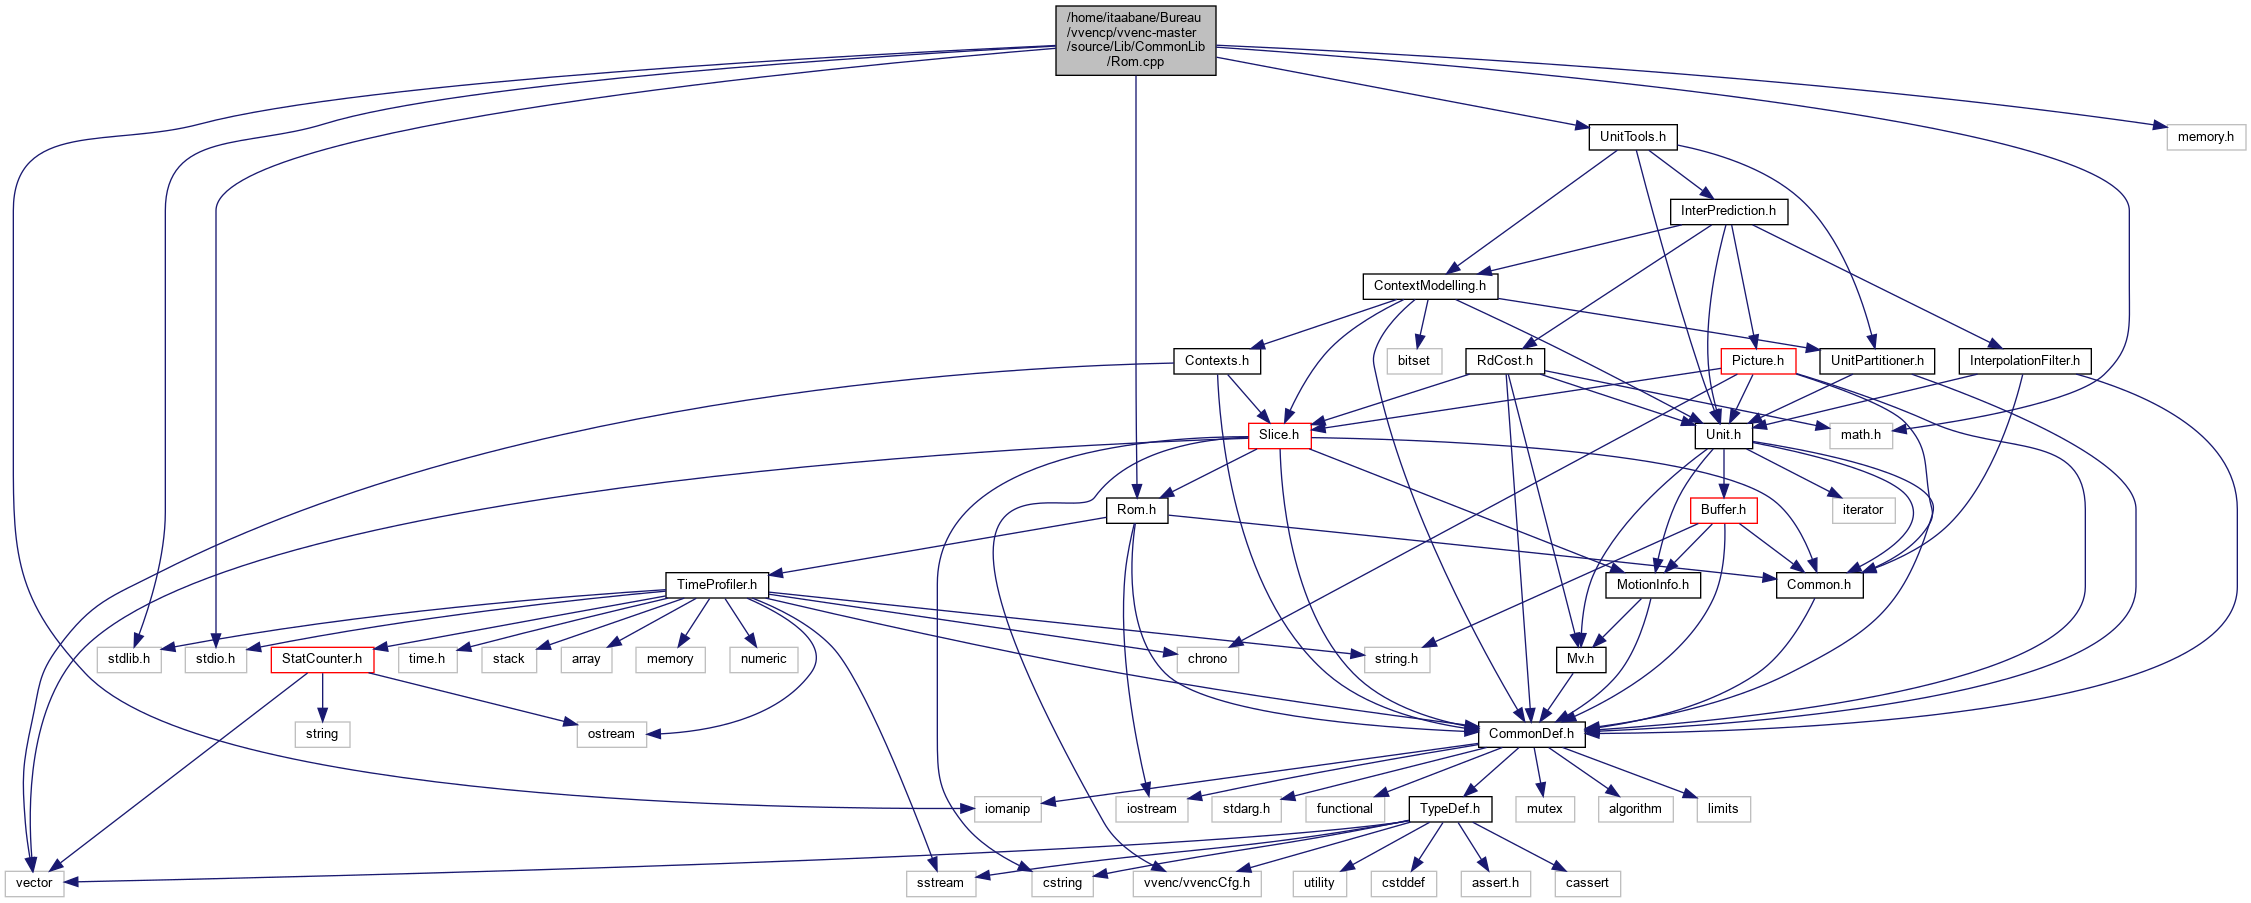 /home/itaabane/Bureau
/vvencp/vvenc-master
/source/Lib/CommonLib
/Rom.cpp
UnitTools.h
memory.h
InterPrediction.h
ContextModelling.h
Contexts.h
bitset
RdCost.h
Picture.h
UnitPartitioner.h
InterpolationFilter.h
Slice.h
Unit.h
math.h
Rom.h
Buffer.h
iterator
TimeProfiler.h
MotionInfo.h
Common.h
stdlib.h
stdio.h
StatCounter.h
time.h
stack
array
memory
numeric
chrono
string.h
Mv.h
string
ostream
CommonDef.h
iomanip
iostream
stdarg.h
functional
TypeDef.h
mutex
algorithm
limits
vector
sstream
cstring
vvenc/vvencCfg.h
utility
cstddef
assert.h
cassert